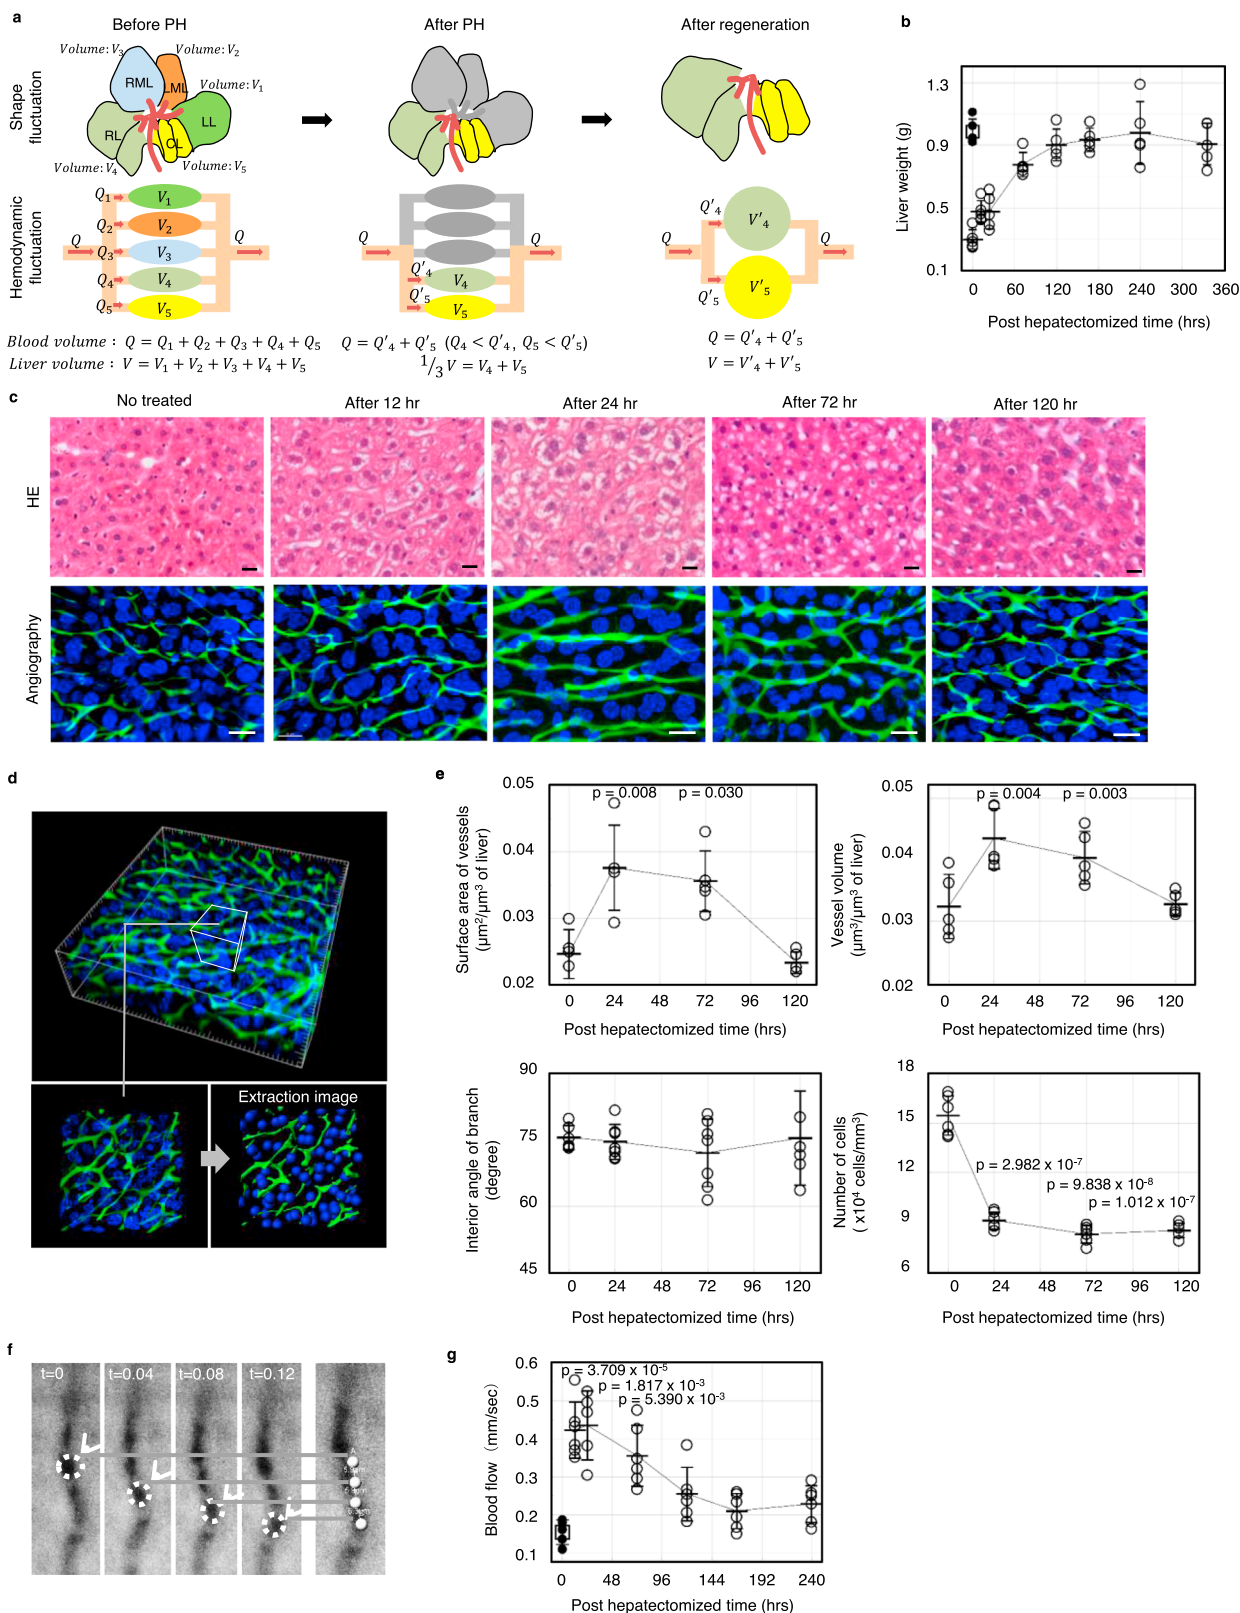 a
Before PH
After PH
After regeneration
Shape
fluctuation
Volume: V₃
Volume: V₂
Volume: V₁
Volume: V₄
Volume: V₅
RML
LML
RL
LL
CL
Hemodynamic
fluctuation
Q₁ V₁
Q₂ V₂
Q Q₃ V₃ Q
Q₄ V₄
Q₅ V₅
Q Q
Q′₄ V₄
Q′₅ V₅
Q Q′₄ V′₄ Q
Q′₅ V′₅
Blood volume : Q = Q₁ + Q₂ + Q₃ + Q₄ + Q₅
Liver volume : V = V₁ + V₂ + V₃ + V₄ + V₅
Q = Q′₄ + Q′₅ (Q₄ < Q′₄, Q₅ < Q′₅)
1/3 V = V₄ + V₅
Q = Q′₄ + Q′₅
V = V′₄ + V′₅
b
Liver weight (g)
1.3
0.9
0.5
0.1
0 60 120 180 240 300 360
Post hepatectomized time (hrs)
c
No treated
After 12 hr
After 24 hr
After 72 hr
After 120 hr
HE
Angiography
d
Extraction image
e
Surface area of vessels
(μm²/μm³ of liver)
0.05
0.04
0.03
0.02
p = 0.008 p = 0.030
0 24 48 72 96 120
Post hepatectomized time (hrs)
Vessel volume
(μm³/μm³ of liver)
0.05
0.04
0.03
0.02
p = 0.004 p = 0.003
0 24 48 72 96 120
Post hepatectomized time (hrs)
Interior angle of branch
(degree)
90
75
60
45
0 24 48 72 96 120
Post hepatectomized time (hrs)
Number of cells
( x10⁴ cells/mm³)
18
15
12
9
6
p = 2.982 x 10⁻⁷
p = 9.838 x 10⁻⁸
p = 1.012 x 10⁻⁷
0 24 48 72 96 120
Post hepatectomized time (hrs)
f
t=0
t=0.04
t=0.08
t=0.12
A
g
Blood flow (mm/sec)
0.6
0.5
0.4
0.3
0.2
0.1
p = 3.709 x 10⁻⁵
p = 1.817 x 10⁻³
p = 5.390 x 10⁻³
0 48 96 144 192 240
Post hepatectomized time (hrs)